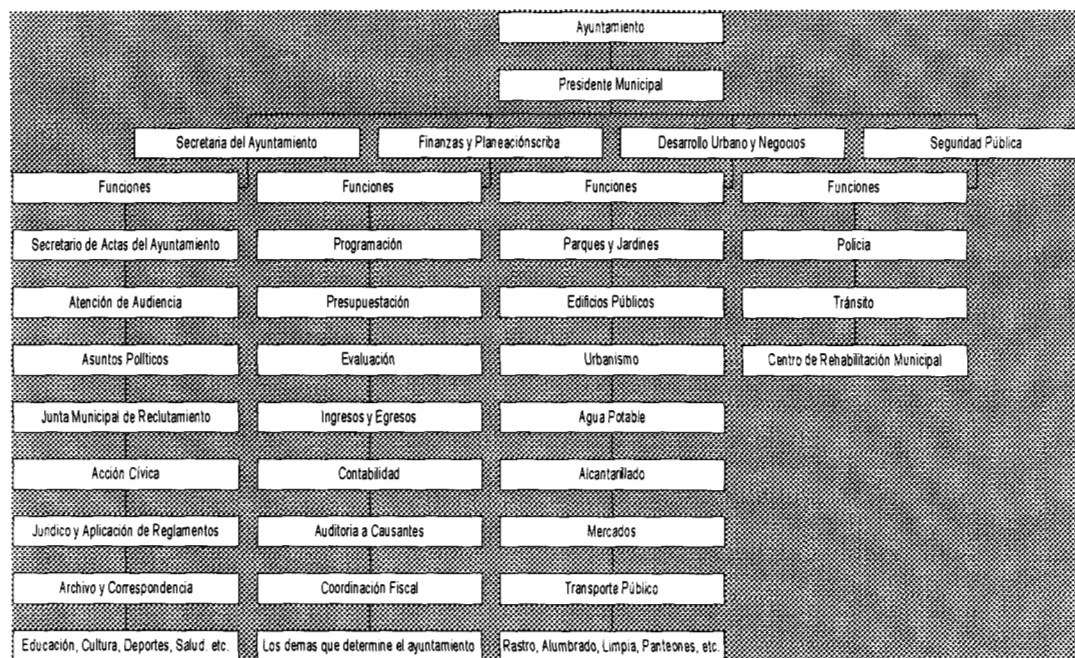 Ayuntamiento
Presidente Municipal
Secretaria del Ayuntamiento
Finanzas y Planeaciónscriba
Desarrollo Urbano y Negocios
Seguridad Pública
Funciones
Funciones
Funciones
Funciones
Secretario de Actas del Ayuntamiento
Programación
Parques y Jardines
Policia
Atención de Audiencia
Presupuestación
Edificios Públicos
Tránsito
Asuntos Políticos
Evaluación
Urbanismo
Centro de Rehabilitación Municipal
Junta Municipal de Reclutamiento
Ingresos y Egresos
Agua Potable
Acción Cívica
Contabilidad
Alcantarillado
Jurídico y Aplicación de Reglamentos
Auditoria a Causantes
Mercados
Archivo y Correspondencia
Coordinación Fiscal
Transporte Público
Educación, Cultura, Deportes, Salud. etc.
Los demas que determine el ayuntamiento
Rastro, Alumbrado, Limpia, Panteones, etc.